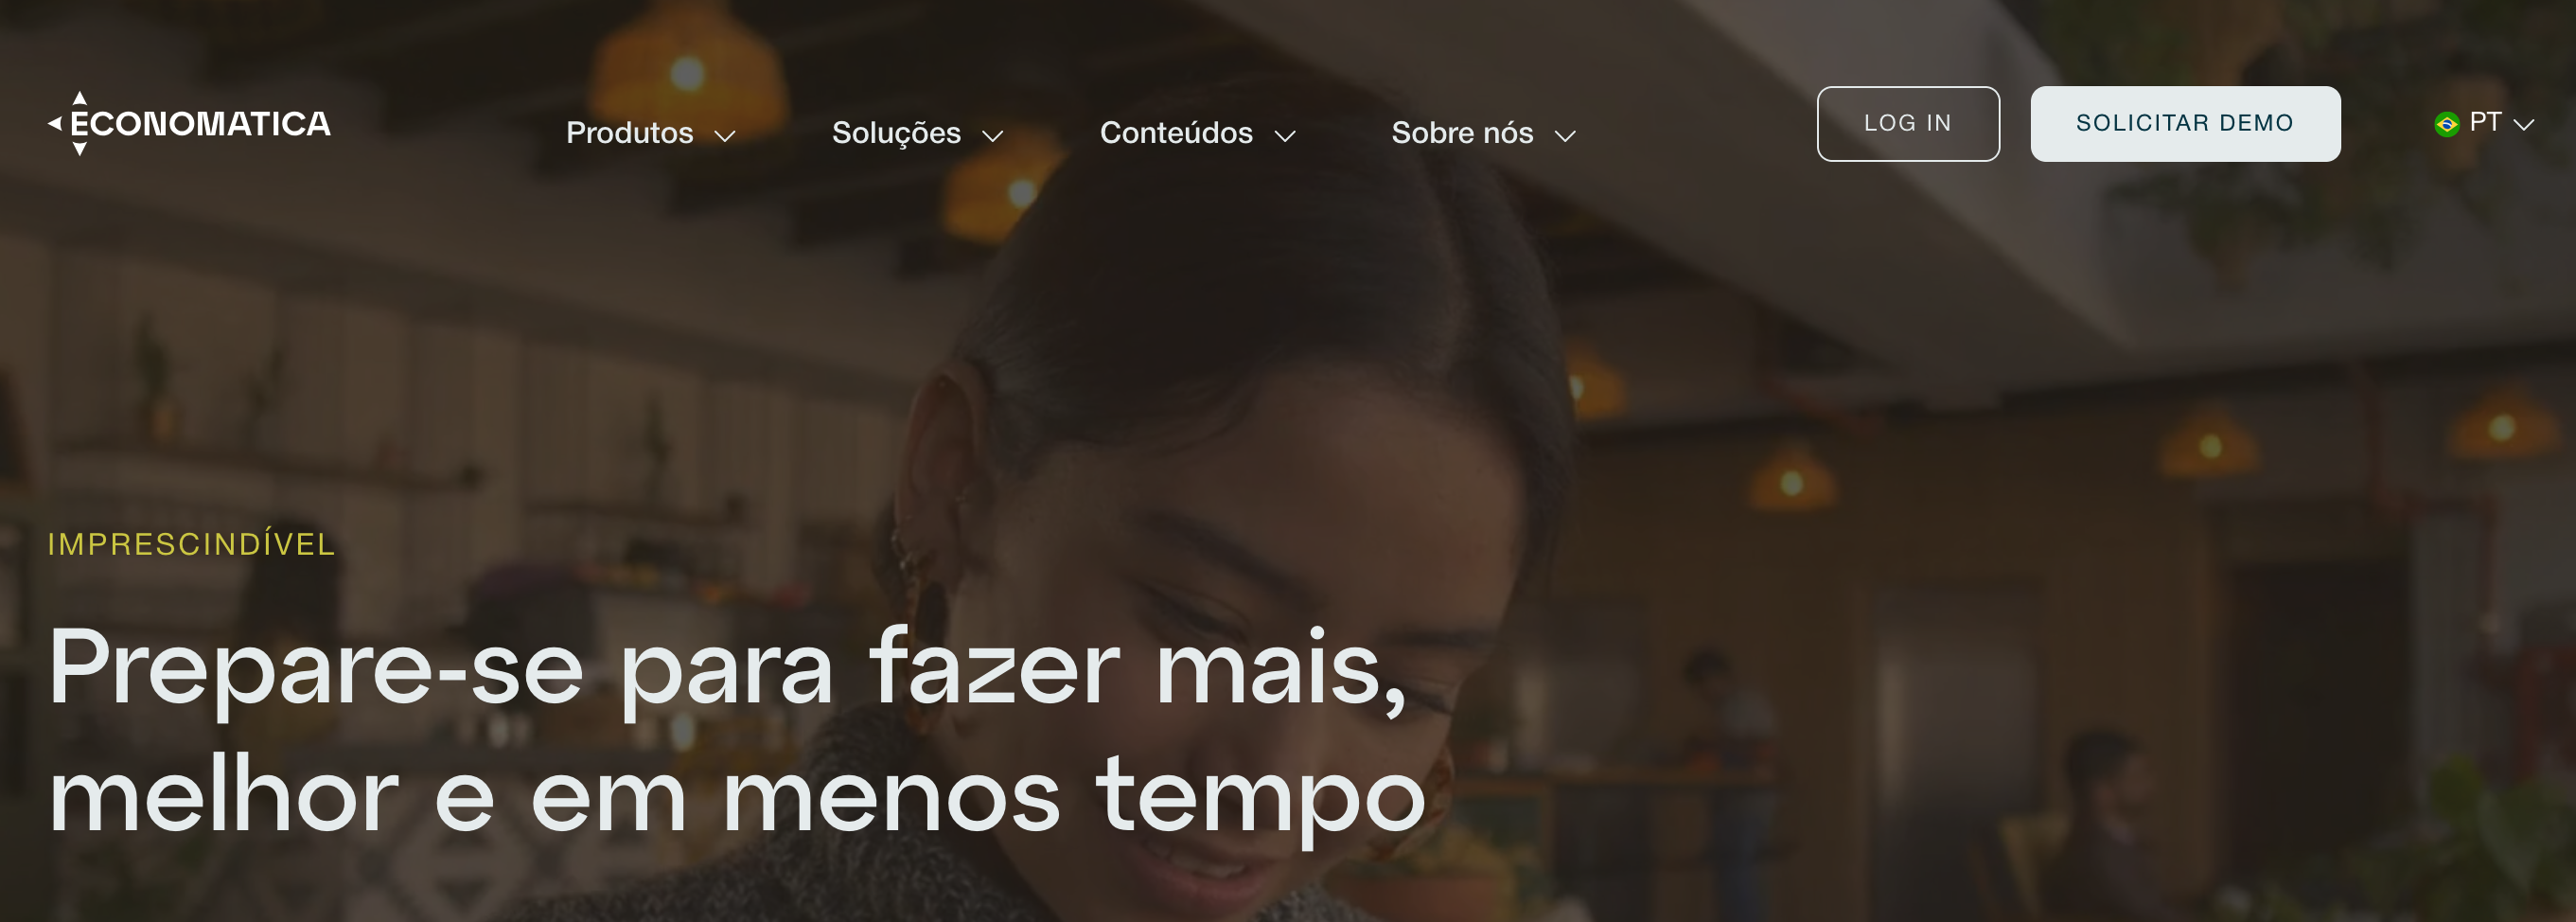 ECONOMATICA
Produtos
Soluções
Conteúdos
Sobre nós
LOG IN
SOLICITAR DEMO
PT
IMPRESCINDÍVEL
Prepare-se para fazer mais,
melhor e em menos tempo